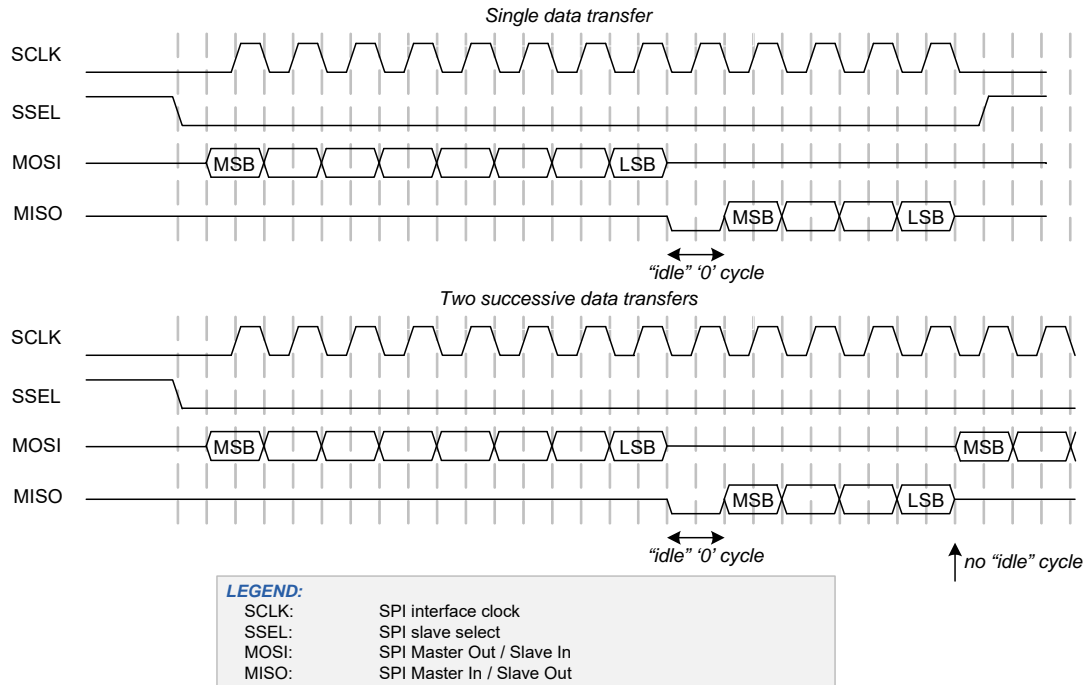 Single data transfer
SCLK
SSEL
MOSI MSB LSB
MISO MSB LSB
“idle” ‘0’ cycle
Two successive data transfers
SCLK
SSEL
MOSI MSB LSB MSB
MISO MSB LSB
“idle” ‘0’ cycle no “idle” cycle
LEGEND:
SCLK: SPI interface clock
SSEL: SPI slave select
MOSI: SPI Master Out / Slave In
MISO: SPI Master In / Slave Out